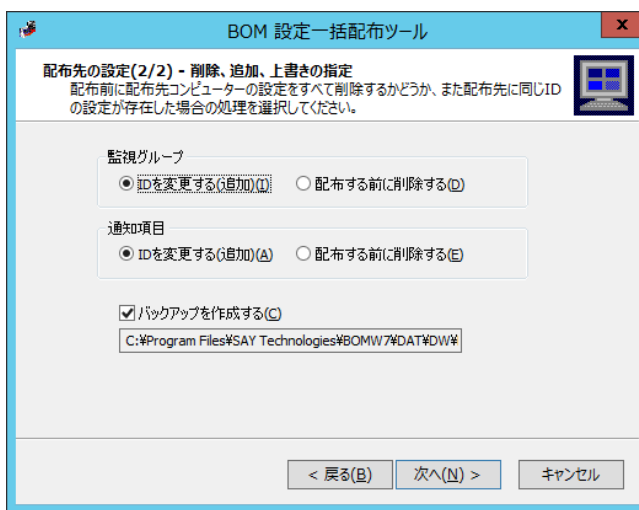 BOM 設定一括配布ツール
x
配布先の設定(2/2) - 削除、追加、上書きの指定
配布前に配布先コンピューターの設定をすべて削除するかどうか、また配布先に同じID
の設定が存在した場合の処理を選択してください。
監視グループ
IDを変更する(追加)(I) 配布する前に削除する(D)
通知項目
IDを変更する(追加)(A) 配布する前に削除する(E)
バックアップを作成する(C)
C:¥Program Files¥SAY Technologies¥BOMW7¥DAT¥DW¥
< 戻る(B) 次へ(N) > キャンセル